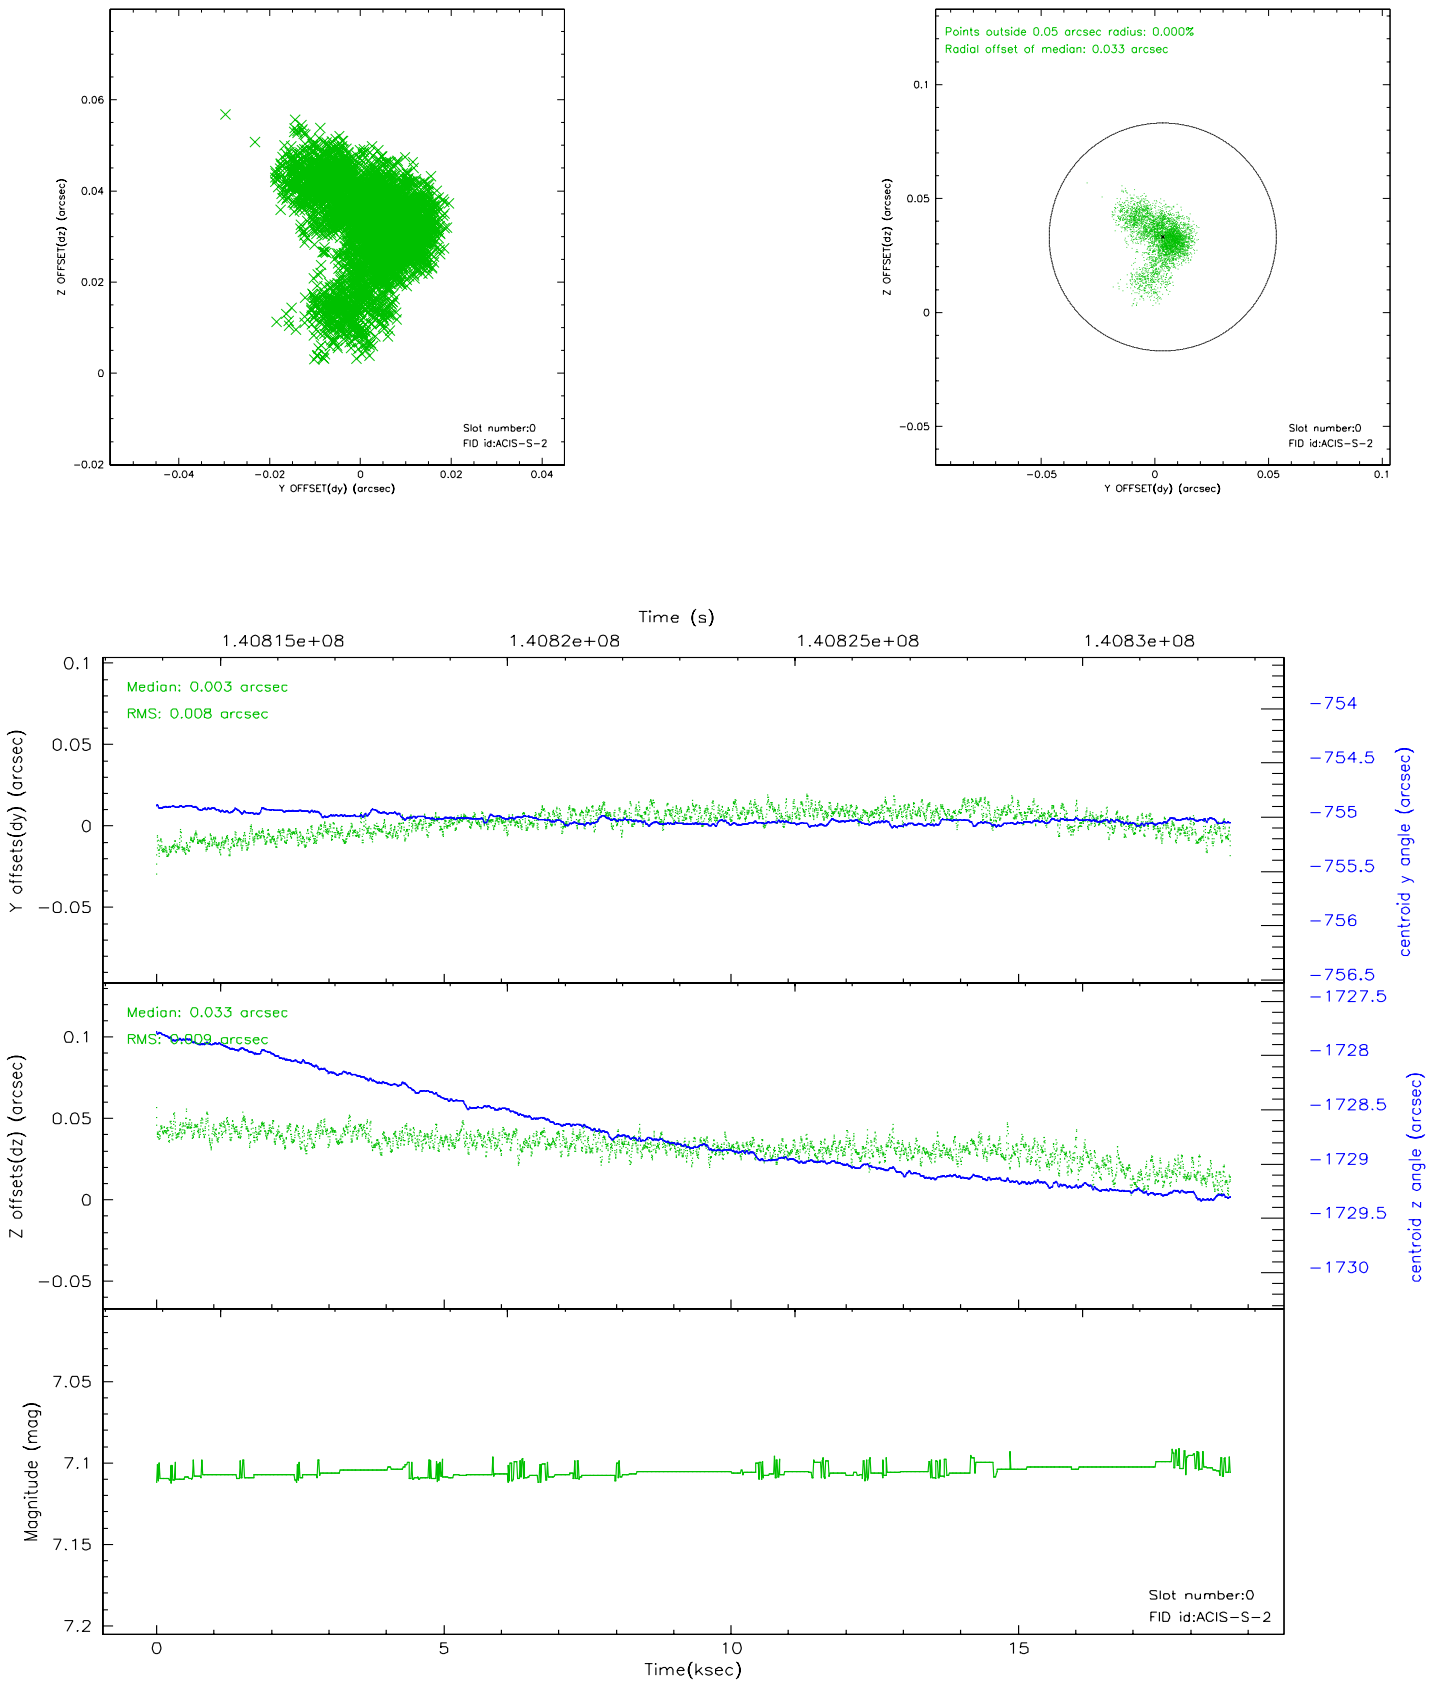 0.06
0.04
0.02
0
-0.02
-0.04
-0.02
0
0.02
0.04
Z OFFSET(dz) (arcsec)
Y OFFSET(dy) (arcsec)
Slot number:0
FID id:ACIS-S-2
Points outside 0.05 arcsec radius: 0.000%
Radial offset of median: 0.033 arcsec
0.1
0.05
0
-0.05
-0.05
0
0.05
0.1
Z OFFSET(dz) (arcsec)
Y OFFSET(dy) (arcsec)
Slot number:0
FID id:ACIS-S-2
Time (s)
1.40815e+08
1.4082e+08
1.40825e+08
1.4083e+08
Median: 0.003 arcsec
RMS: 0.008 arcsec
0.1
0.05
0
-0.05
Y offsets(dy) (arcsec)
-754
-754.5
-755
-755.5
-756
-756.5
centroid y angle (arcsec)
Median: 0.033 arcsec
RMS: 0.009 arcsec
0.1
0.05
0
-0.05
Z offsets(dz) (arcsec)
-1727.5
-1728
-1728.5
-1729
-1729.5
-1730
centroid z angle (arcsec)
7.05
7.1
7.15
7.2
Magnitude (mag)
Slot number:0
FID id:ACIS-S-2
0
5
10
15
Time(ksec)